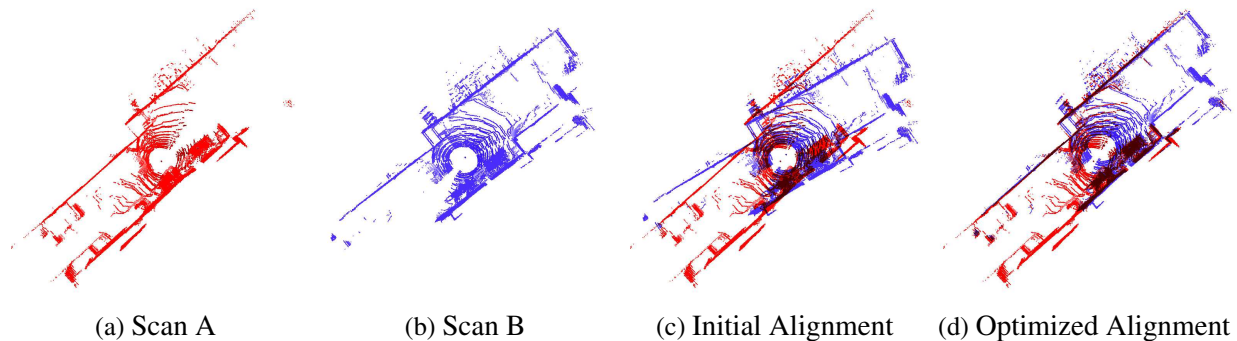 (a) Scan A
(b) Scan B
(c) Initial Alignment
(d) Optimized Alignment